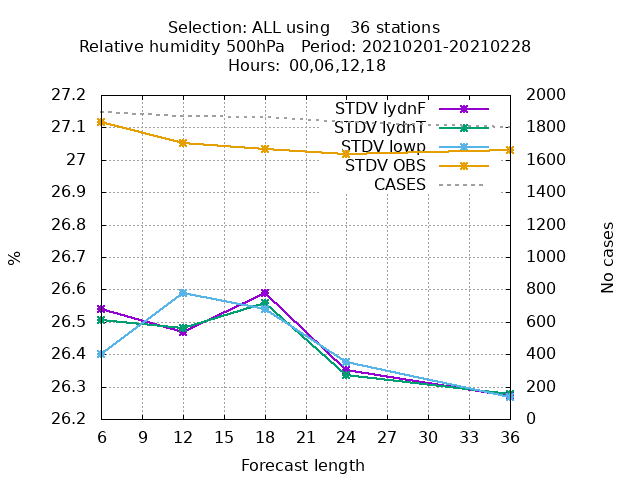 Selection: ALL using    36 stations
Relative humidity 500hPa   Period: 20210201-20210228
Hours: 00,06,12,18
27.2
27.1
27
26.9
26.8
26.7
26.6
26.5
26.4
26.3
26.2
%
STDV lydnF
STDV lydnT
STDV lowp
STDV OBS
CASES
2000
1800
1600
1400
1200
1000
800
600
400
200
0
No cases
6 9 12 15 18 21 24 27 30 33 36
Forecast length